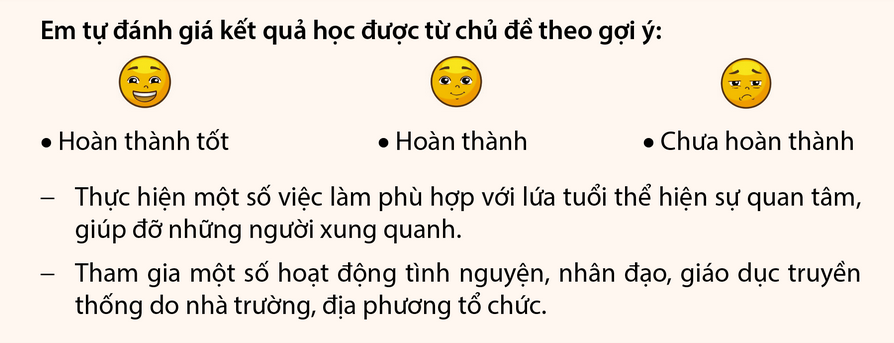 Em tự đánh giá kết quả học được từ chủ đề theo gợi ý:
• Hoàn thành tốt • Hoàn thành • Chưa hoàn thành
– Thực hiện một số việc làm phù hợp với lứa tuổi thể hiện sự quan tâm,
giúp đỡ những người xung quanh.
– Tham gia một số hoạt động tình nguyện, nhân đạo, giáo dục truyền
thống do nhà trường, địa phương tổ chức.